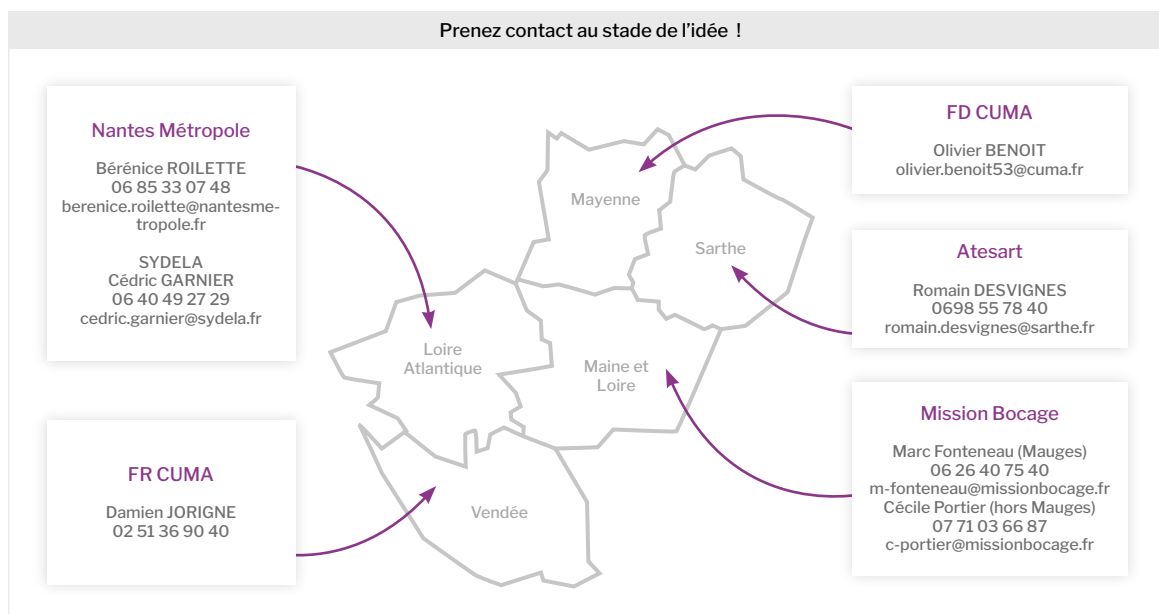 Prenez contact au stade de l'idée !
Nantes Métropole
Bérénice ROILETTE
06 85 33 07 48
berenice.roilette@nantesme-
tropole.fr
SYDELA
Cédric GARNIER
06 40 49 27 29
cedric.garnier@sydela.fr
FR CUMA
Damien JORIGNE
02 51 36 90 40
Mayenne
Sarthe
Loire
Atlantique
Maine et
Loire
Vendée
FD CUMA
Olivier BENOIT
olivier.benoit53@cuma.fr
Atesart
Romain DESVIGNES
0698 55 78 40
romain.desvignes@sarthe.fr
Mission Bocage
Marc Fonteneau (Mauges)
06 26 40 75 40
m-fonteneau@missionbocage.fr
Cécile Portier (hors Mauges)
07 71 03 66 87
c-portier@missionbocage.fr